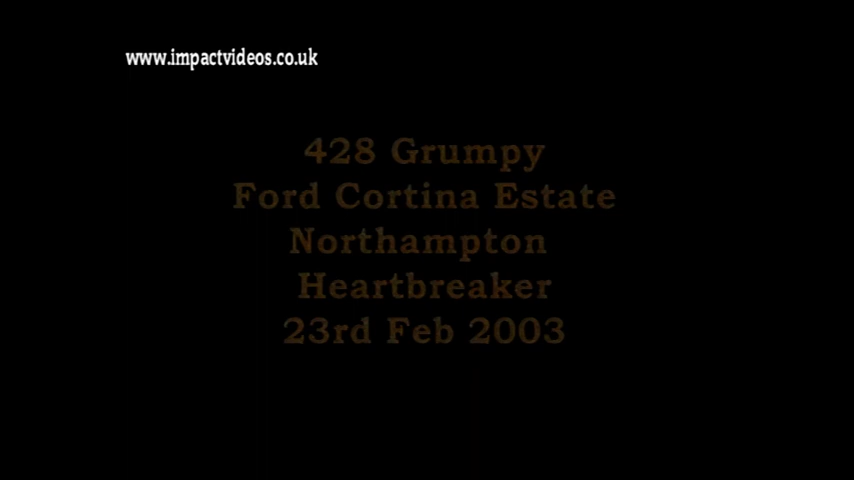 www.impactvideos.co.uk
428 Grumpy
Ford Cortina Estate
Northampton
Heartbreaker
23rd Feb 2003